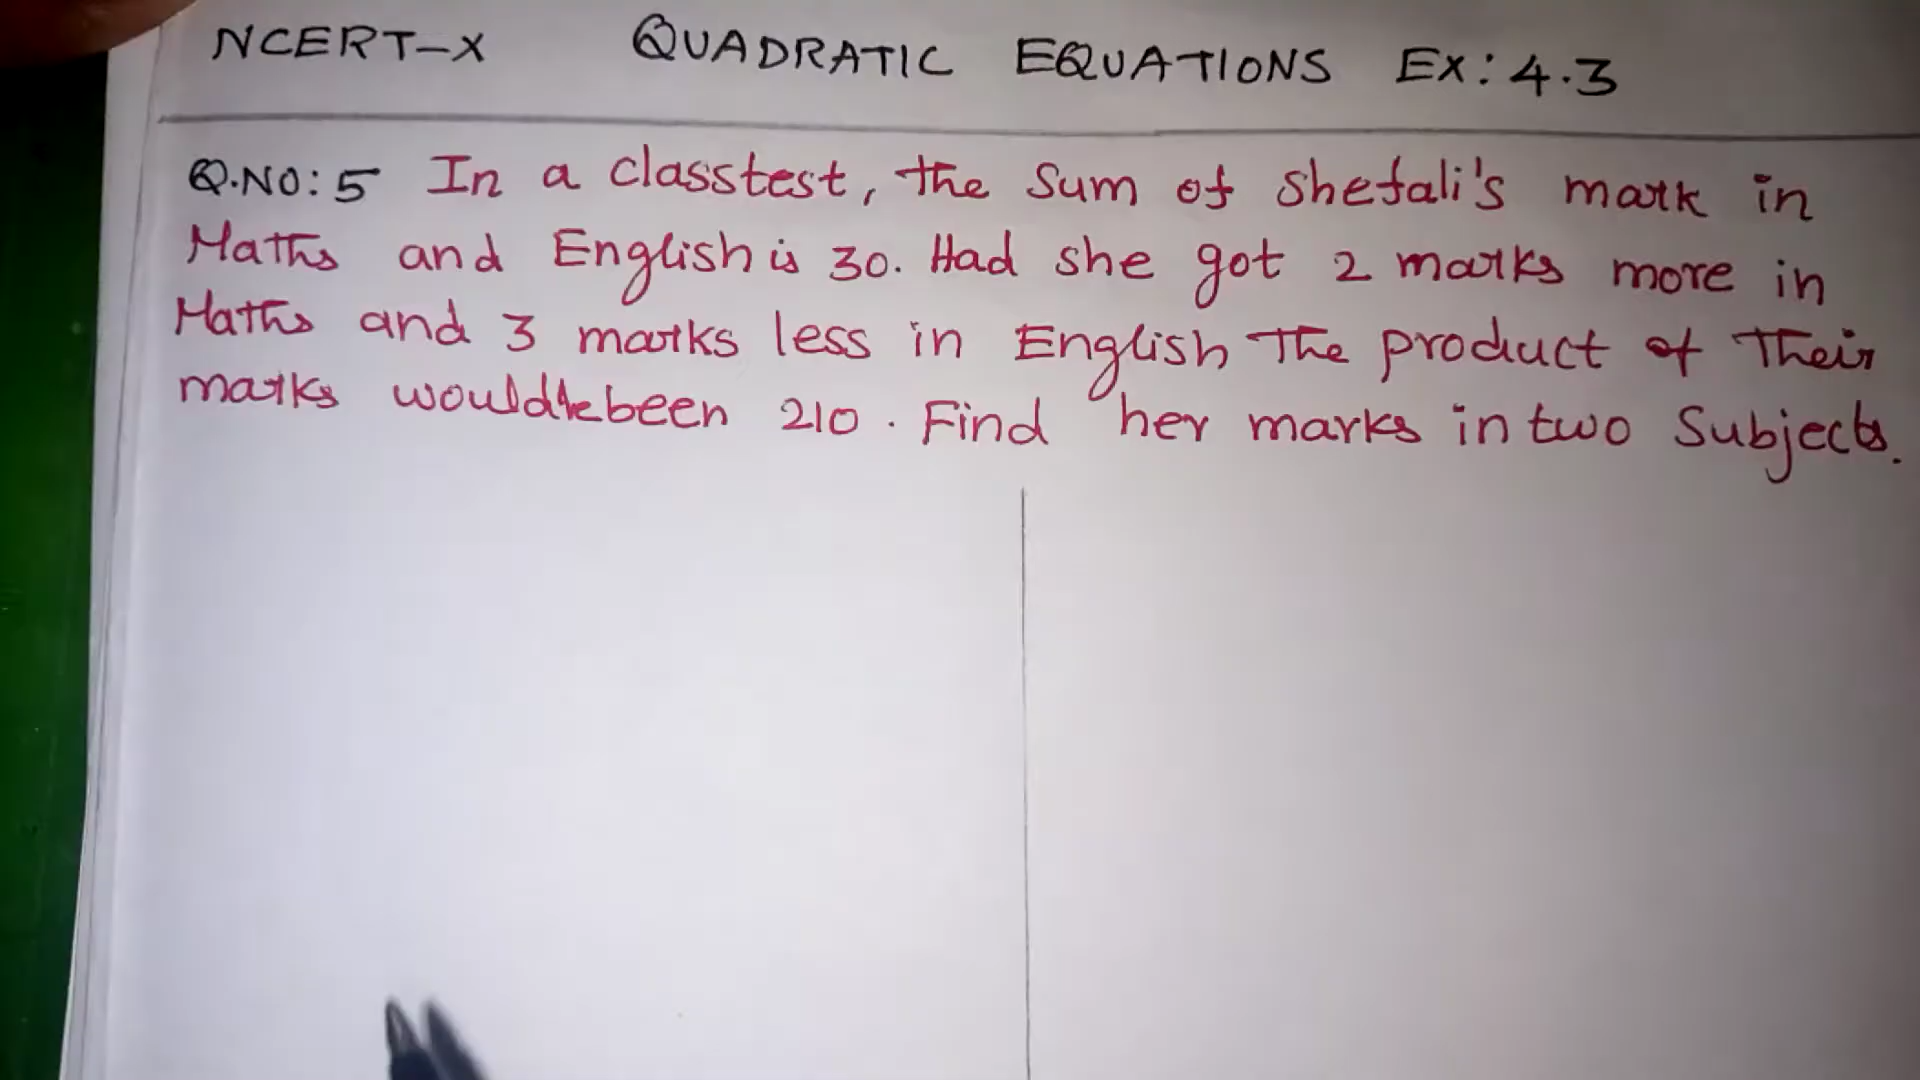 NCERT-X QUADRATIC EQUATIONS EX: 4.3
Q.NO: 5 In a classtest, the Sum of Shefali's mark in
Maths and English is 30. Had she got 2 marks more in
Maths and 3 marks less in English The product of Their
marks would been 210. Find her marks in two Subjects.